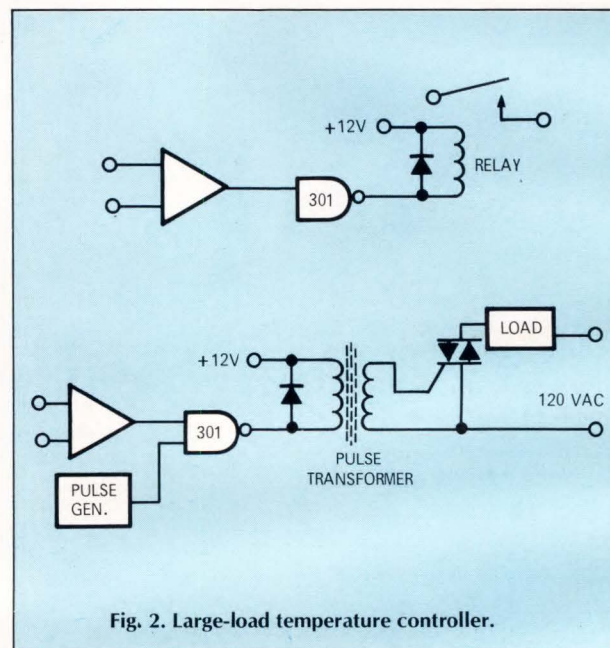 +12V
RELAY
301
LOAD
+12V
120 VAC
301
PULSE
TRANSFORMER
PULSE
GEN.
Fig. 2. Large-load temperature controller.